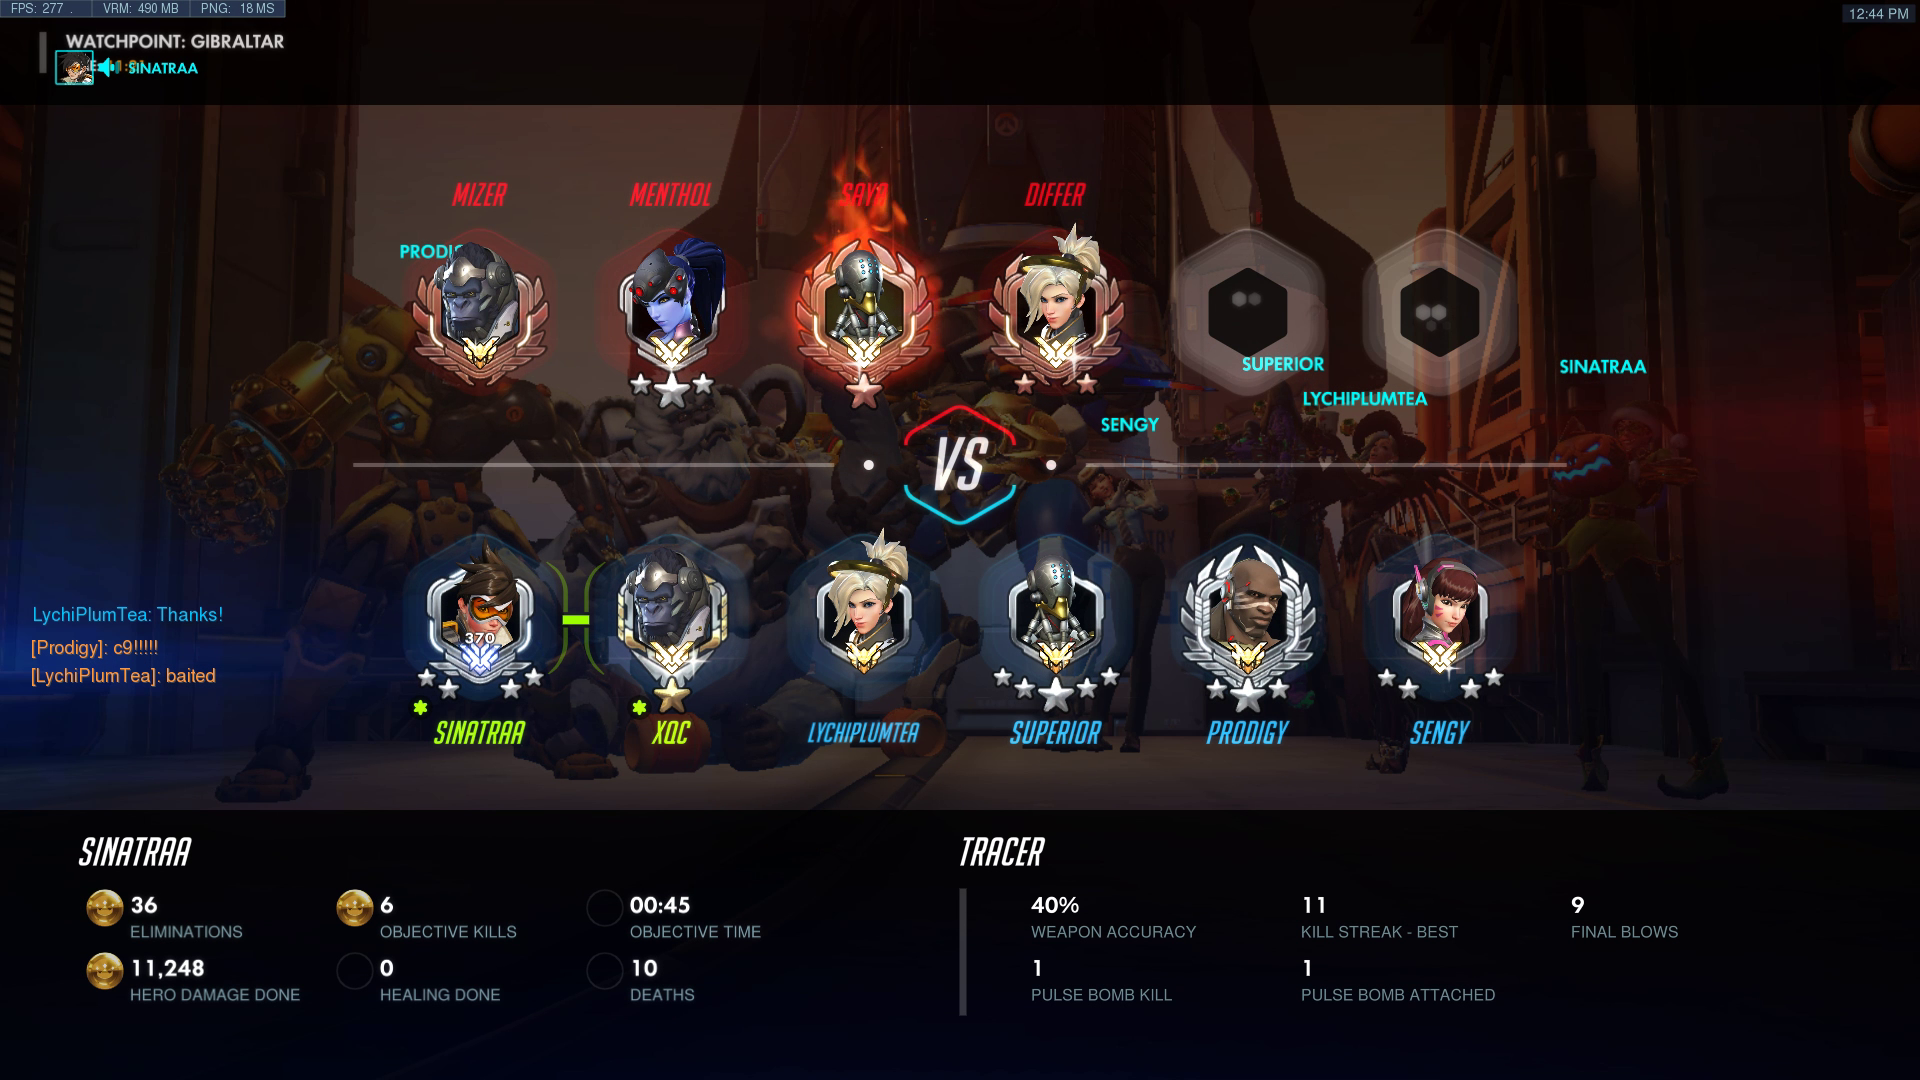 FPS: 277 . VRM: 490 MB PNG: 18 MS
12:44 PM
WATCHPOINT: GIBRALTAR
SINATRAA
MIZER MENTHOL SAYA DIFFER
SUPERIOR
SINATRAA
LYCHIPLUMTEA
SENGY
VS
LychiPlumTea: Thanks!
[Prodigy]: c9!!!!!
[LychiPlumTea]: baited
370
SINATRAA XQC LYCHIPLUMTEA SUPERIOR PRODIGY SENGY
SINATRAA
36
ELIMINATIONS
6
OBJECTIVE KILLS
00:45
OBJECTIVE TIME
11,248
HERO DAMAGE DONE
0
HEALING DONE
10
DEATHS
TRACER
40%
WEAPON ACCURACY
11
KILL STREAK - BEST
9
FINAL BLOWS
1
PULSE BOMB KILL
1
PULSE BOMB ATTACHED